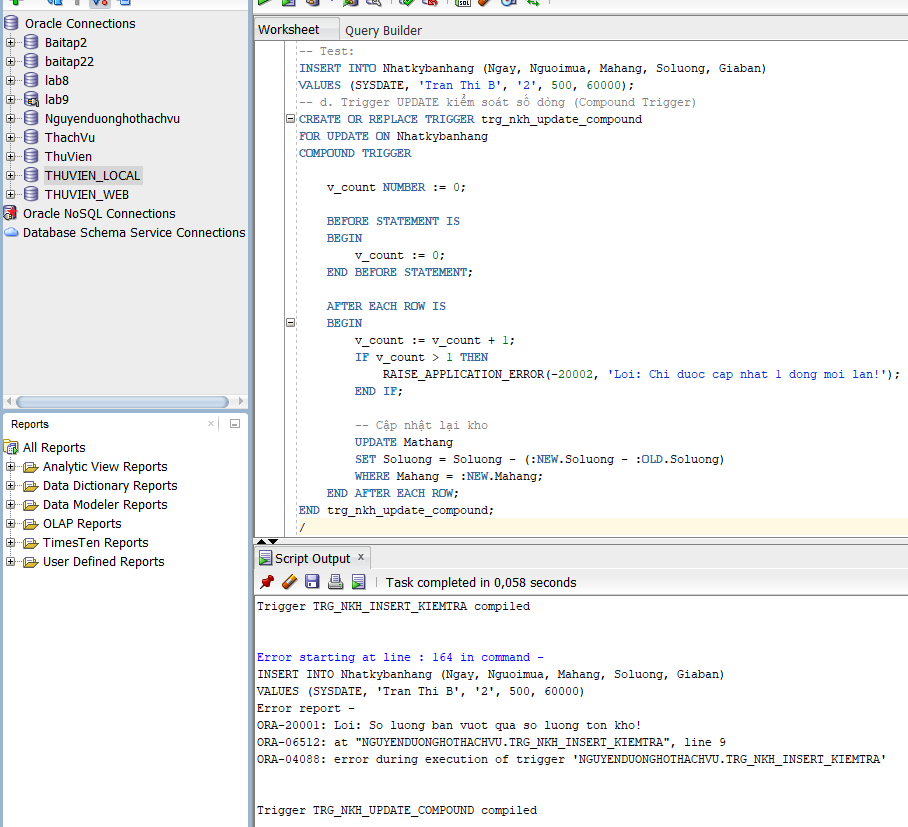 Oracle Connections
Baitap2
baitap22
lab8
lab9
Nguyenduonghothachvu
ThachVu
ThuVien
THUVIEN_LOCAL
THUVIEN_WEB
Oracle NoSQL Connections
Database Schema Service Connections
Reports
All Reports
Analytic View Reports
Data Dictionary Reports
Data Modeler Reports
OLAP Reports
TimesTen Reports
User Defined Reports
Worksheet Query Builder
-- Test:
INSERT INTO Nhatkybanhang (Ngay, Nguoimua, Mahang, Soluong, Giaban)
VALUES (SYSDATE, 'Tran Thi B', '2', 500, 60000);
-- d. Trigger UPDATE kiểm soát số dòng (Compound Trigger)
CREATE OR REPLACE TRIGGER trg_nkh_update_compound
FOR UPDATE ON Nhatkybanhang
COMPOUND TRIGGER
v_count NUMBER := 0;
BEFORE STATEMENT IS
BEGIN
v_count := 0;
END BEFORE STATEMENT;
AFTER EACH ROW IS
BEGIN
v_count := v_count + 1;
IF v_count > 1 THEN
RAISE_APPLICATION_ERROR(-20002, 'Loi: Chi duoc cap nhat 1 dong moi lan!');
END IF;
-- Cập nhật lại kho
UPDATE Mathang
SET Soluong = Soluong - (:NEW.Soluong - :OLD.Soluong)
WHERE Mahang = :NEW.Mahang;
END AFTER EACH ROW;
END trg_nkh_update_compound;
/
Script Output
Task completed in 0,058 seconds
Trigger TRG_NKH_INSERT_KIEMTRA compiled
Error starting at line : 164 in command -
INSERT INTO Nhatkybanhang (Ngay, Nguoimua, Mahang, Soluong, Giaban)
VALUES (SYSDATE, 'Tran Thi B', '2', 500, 60000)
Error report -
ORA-20001: Loi: So luong ban vuot qua so luong ton kho!
ORA-06512: at "NGUYENDUONGHOTHACHVU.TRG_NKH_INSERT_KIEMTRA", line 9
ORA-04088: error during execution of trigger 'NGUYENDUONGHOTHACHVU.TRG_NKH_INSERT_KIEMTRA'
Trigger TRG_NKH_UPDATE_COMPOUND compiled